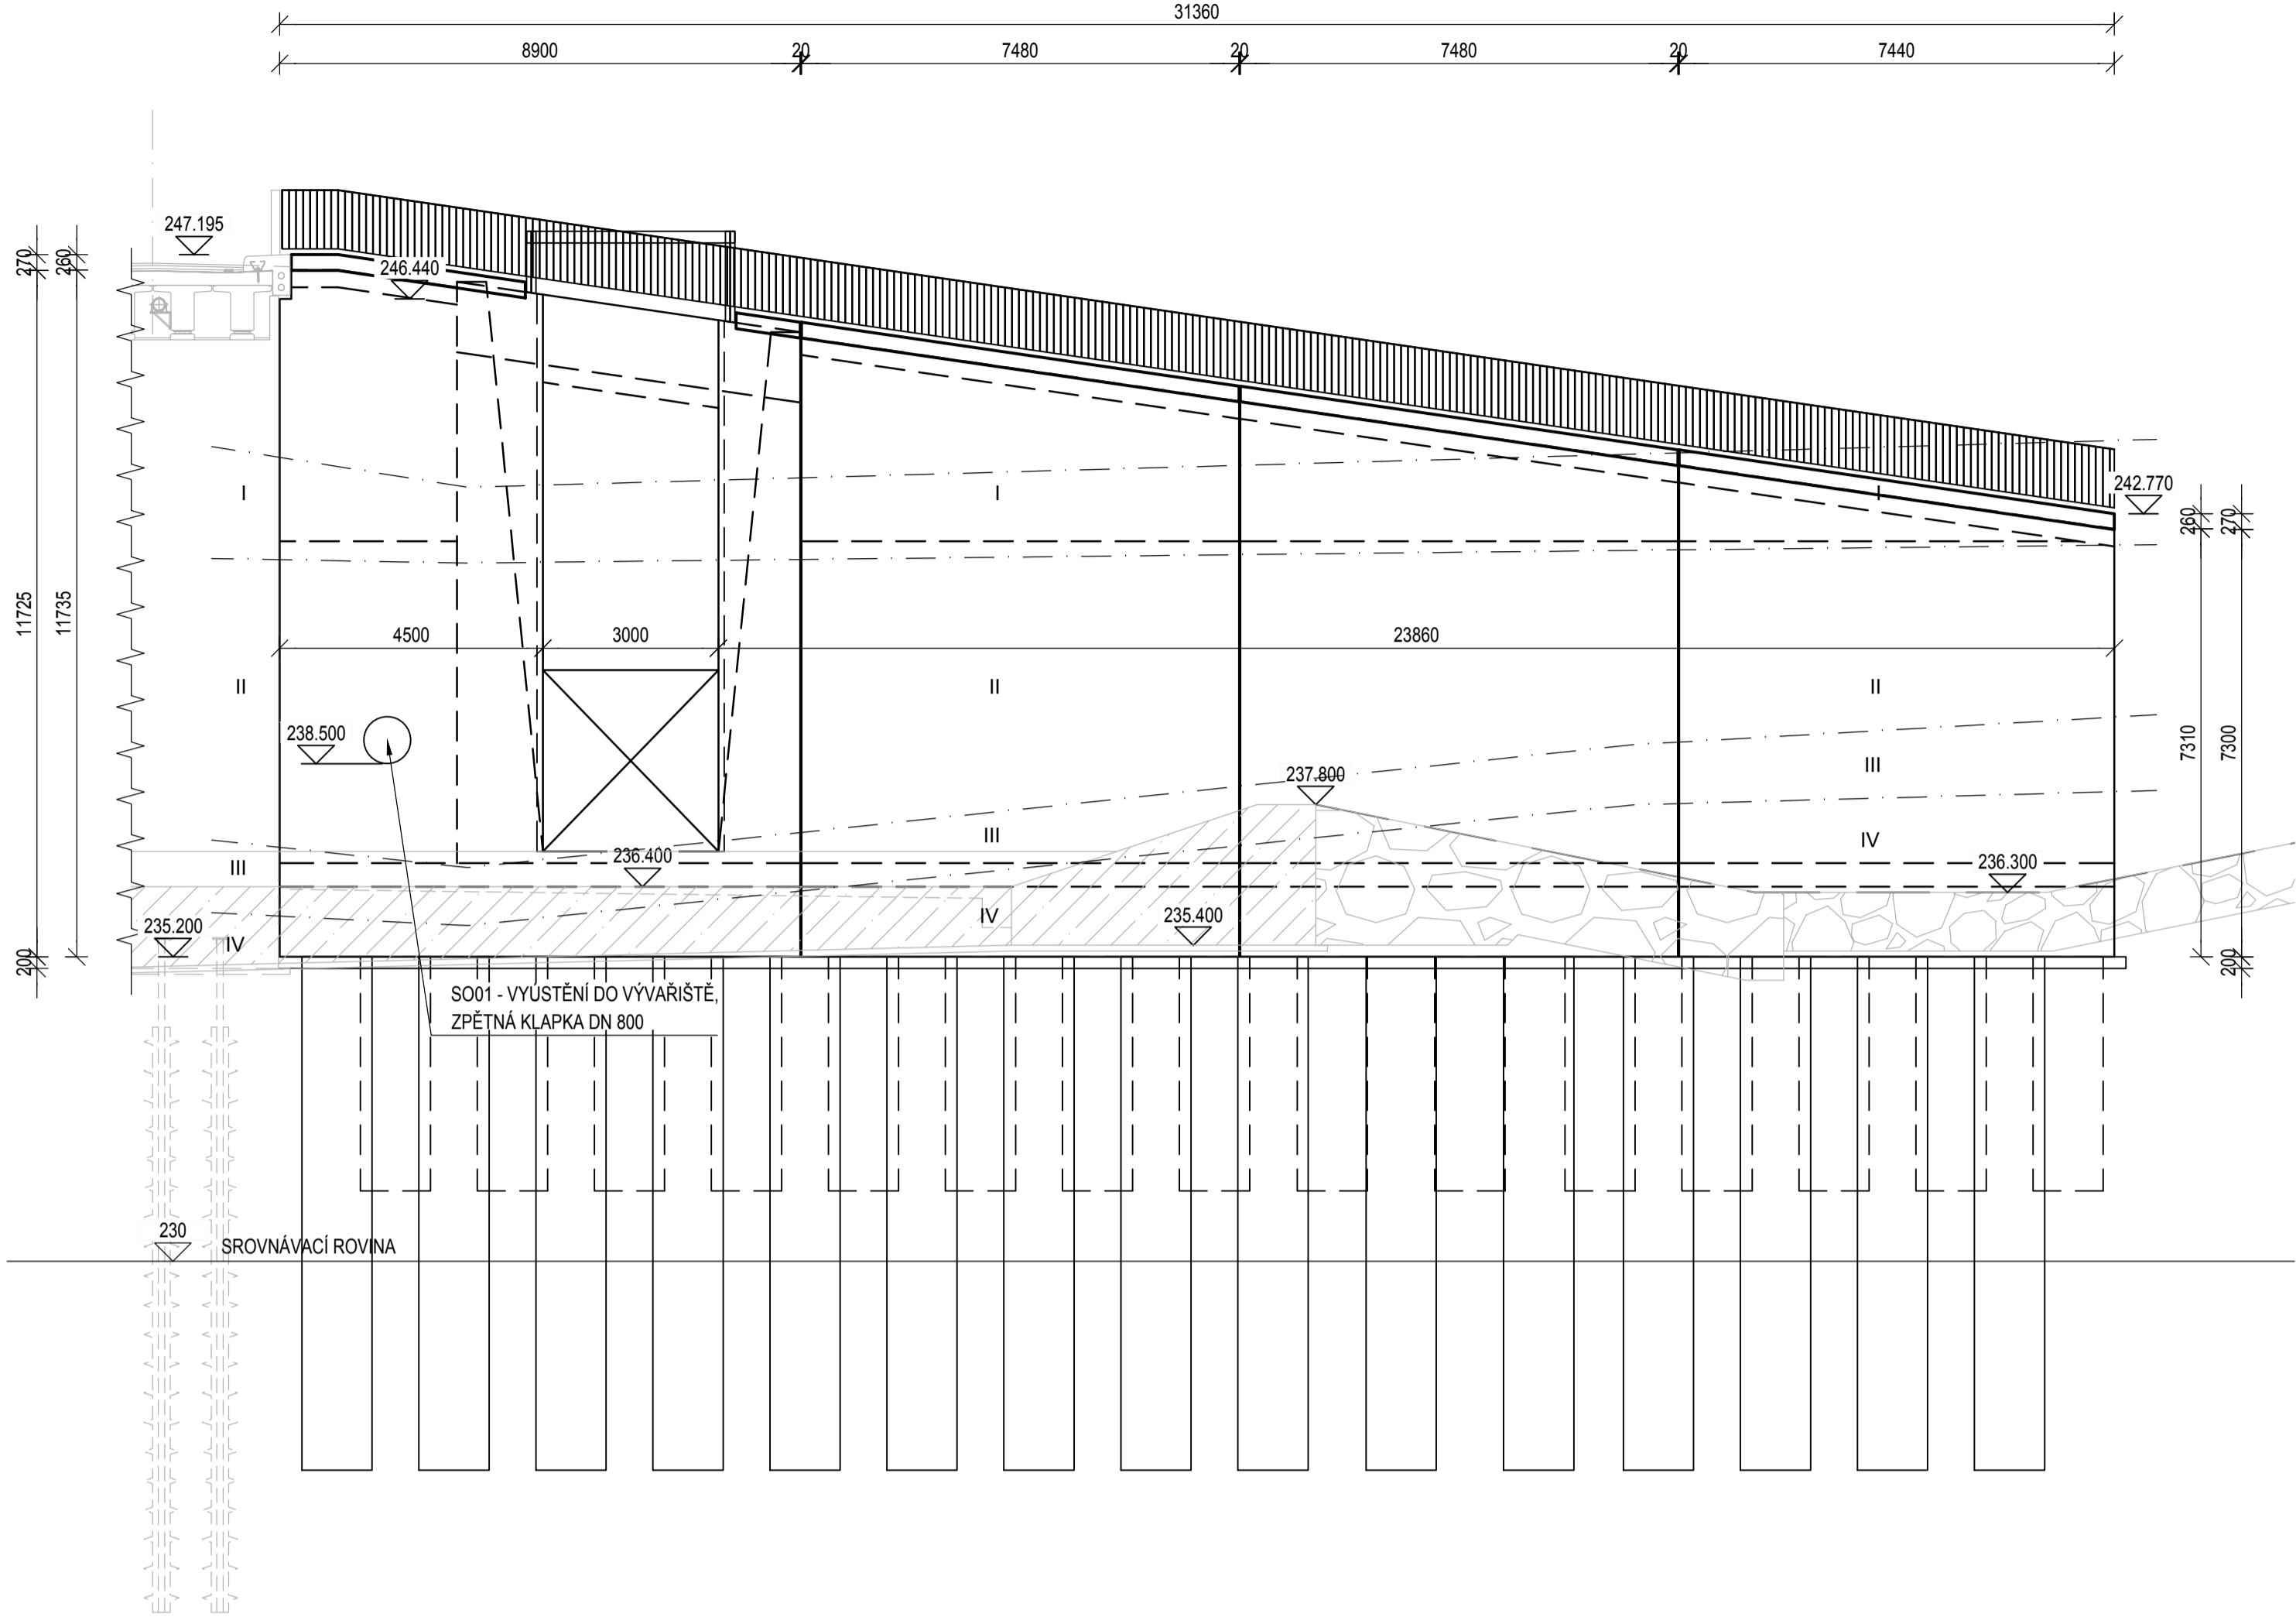 31360
8900
20
7480
20
7480
20
7440
247.195
270
260
246.440
I
I
I
242.770
260
270
11725
11735
4500
3000
23860
II
II
II
238.500
7310
7300
237.800
III
III
236.400
III
IV
236.300
IV
235.400
235.200
IV
200
200
SO01 - VYÚSTĚNÍ DO VÝVAŘIŠTĚ,
ZPĚTNÁ KLAPKA DN 800
230
SROVNÁVACÍ ROVINA